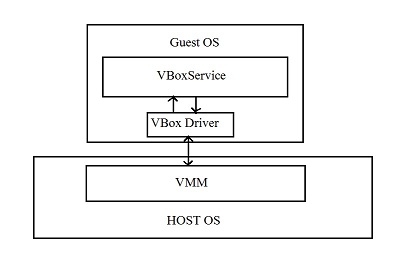 Guest OS
VBoxService
VBox Driver
VMM
HOST OS